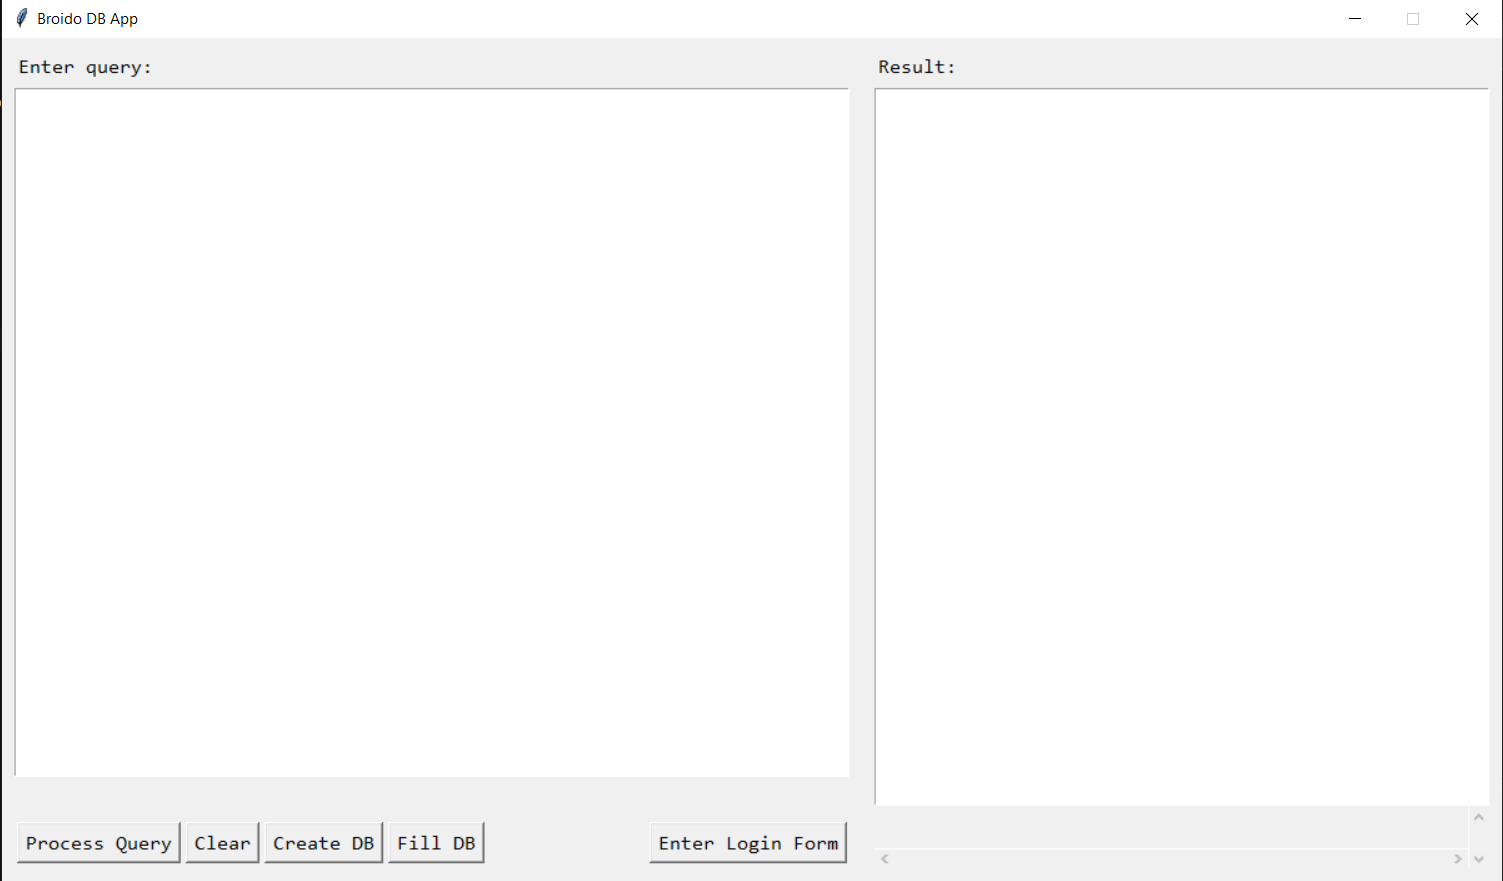 Broido DB App
Enter query:
Result:
Process Query Clear Create DB Fill DB Enter Login Form